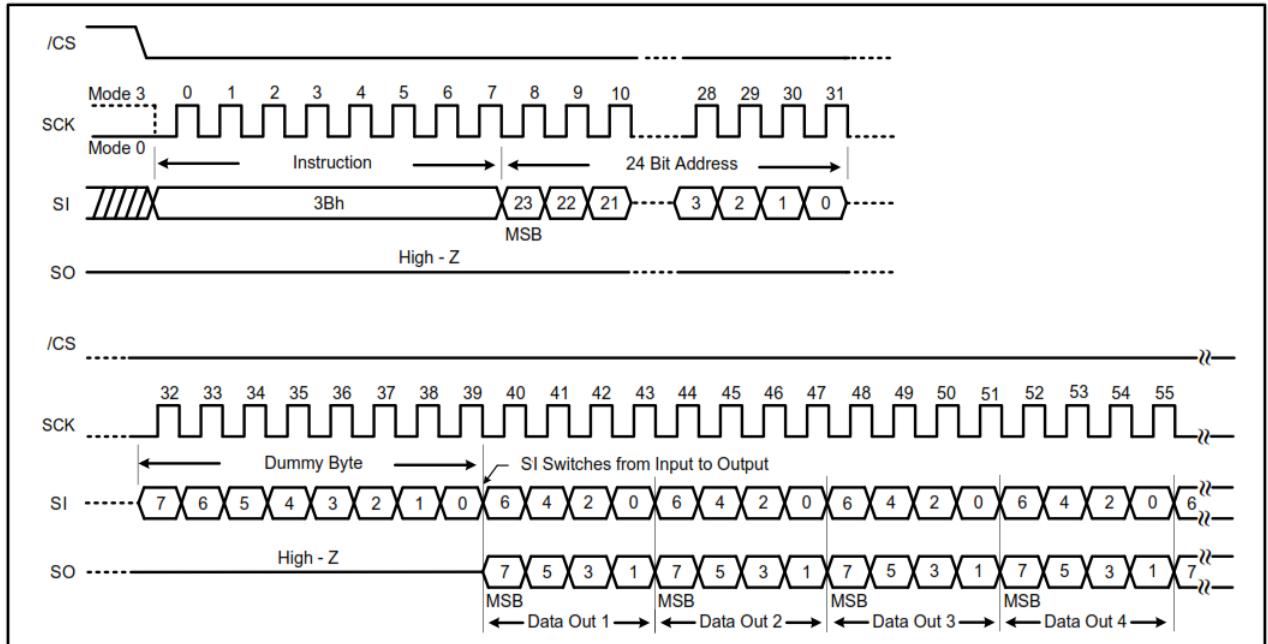 /CS
Mode 3 0 1 2 3 4 5 6 7 8 9 10 28 29 30 31
SCK
Mode 0
Instruction 24 Bit Address
SI 3Bh 23 22 21 3 2 1 0
MSB
High - Z
SO
/CS
32 33 34 35 36 37 38 39 40 41 42 43 44 45 46 47 48 49 50 51 52 53 54 55
SCK
Dummy Byte SI Switches from Input to Output
SI 7 6 5 4 3 2 1 0 6 4 2 0 6 4 2 0 6 4 2 0 6 4 2 0 6
High - Z
SO 7 5 3 1 7 5 3 1 7 5 3 1 7 5 3 1 7
MSB MSB MSB MSB
Data Out 1 Data Out 2 Data Out 3 Data Out 4